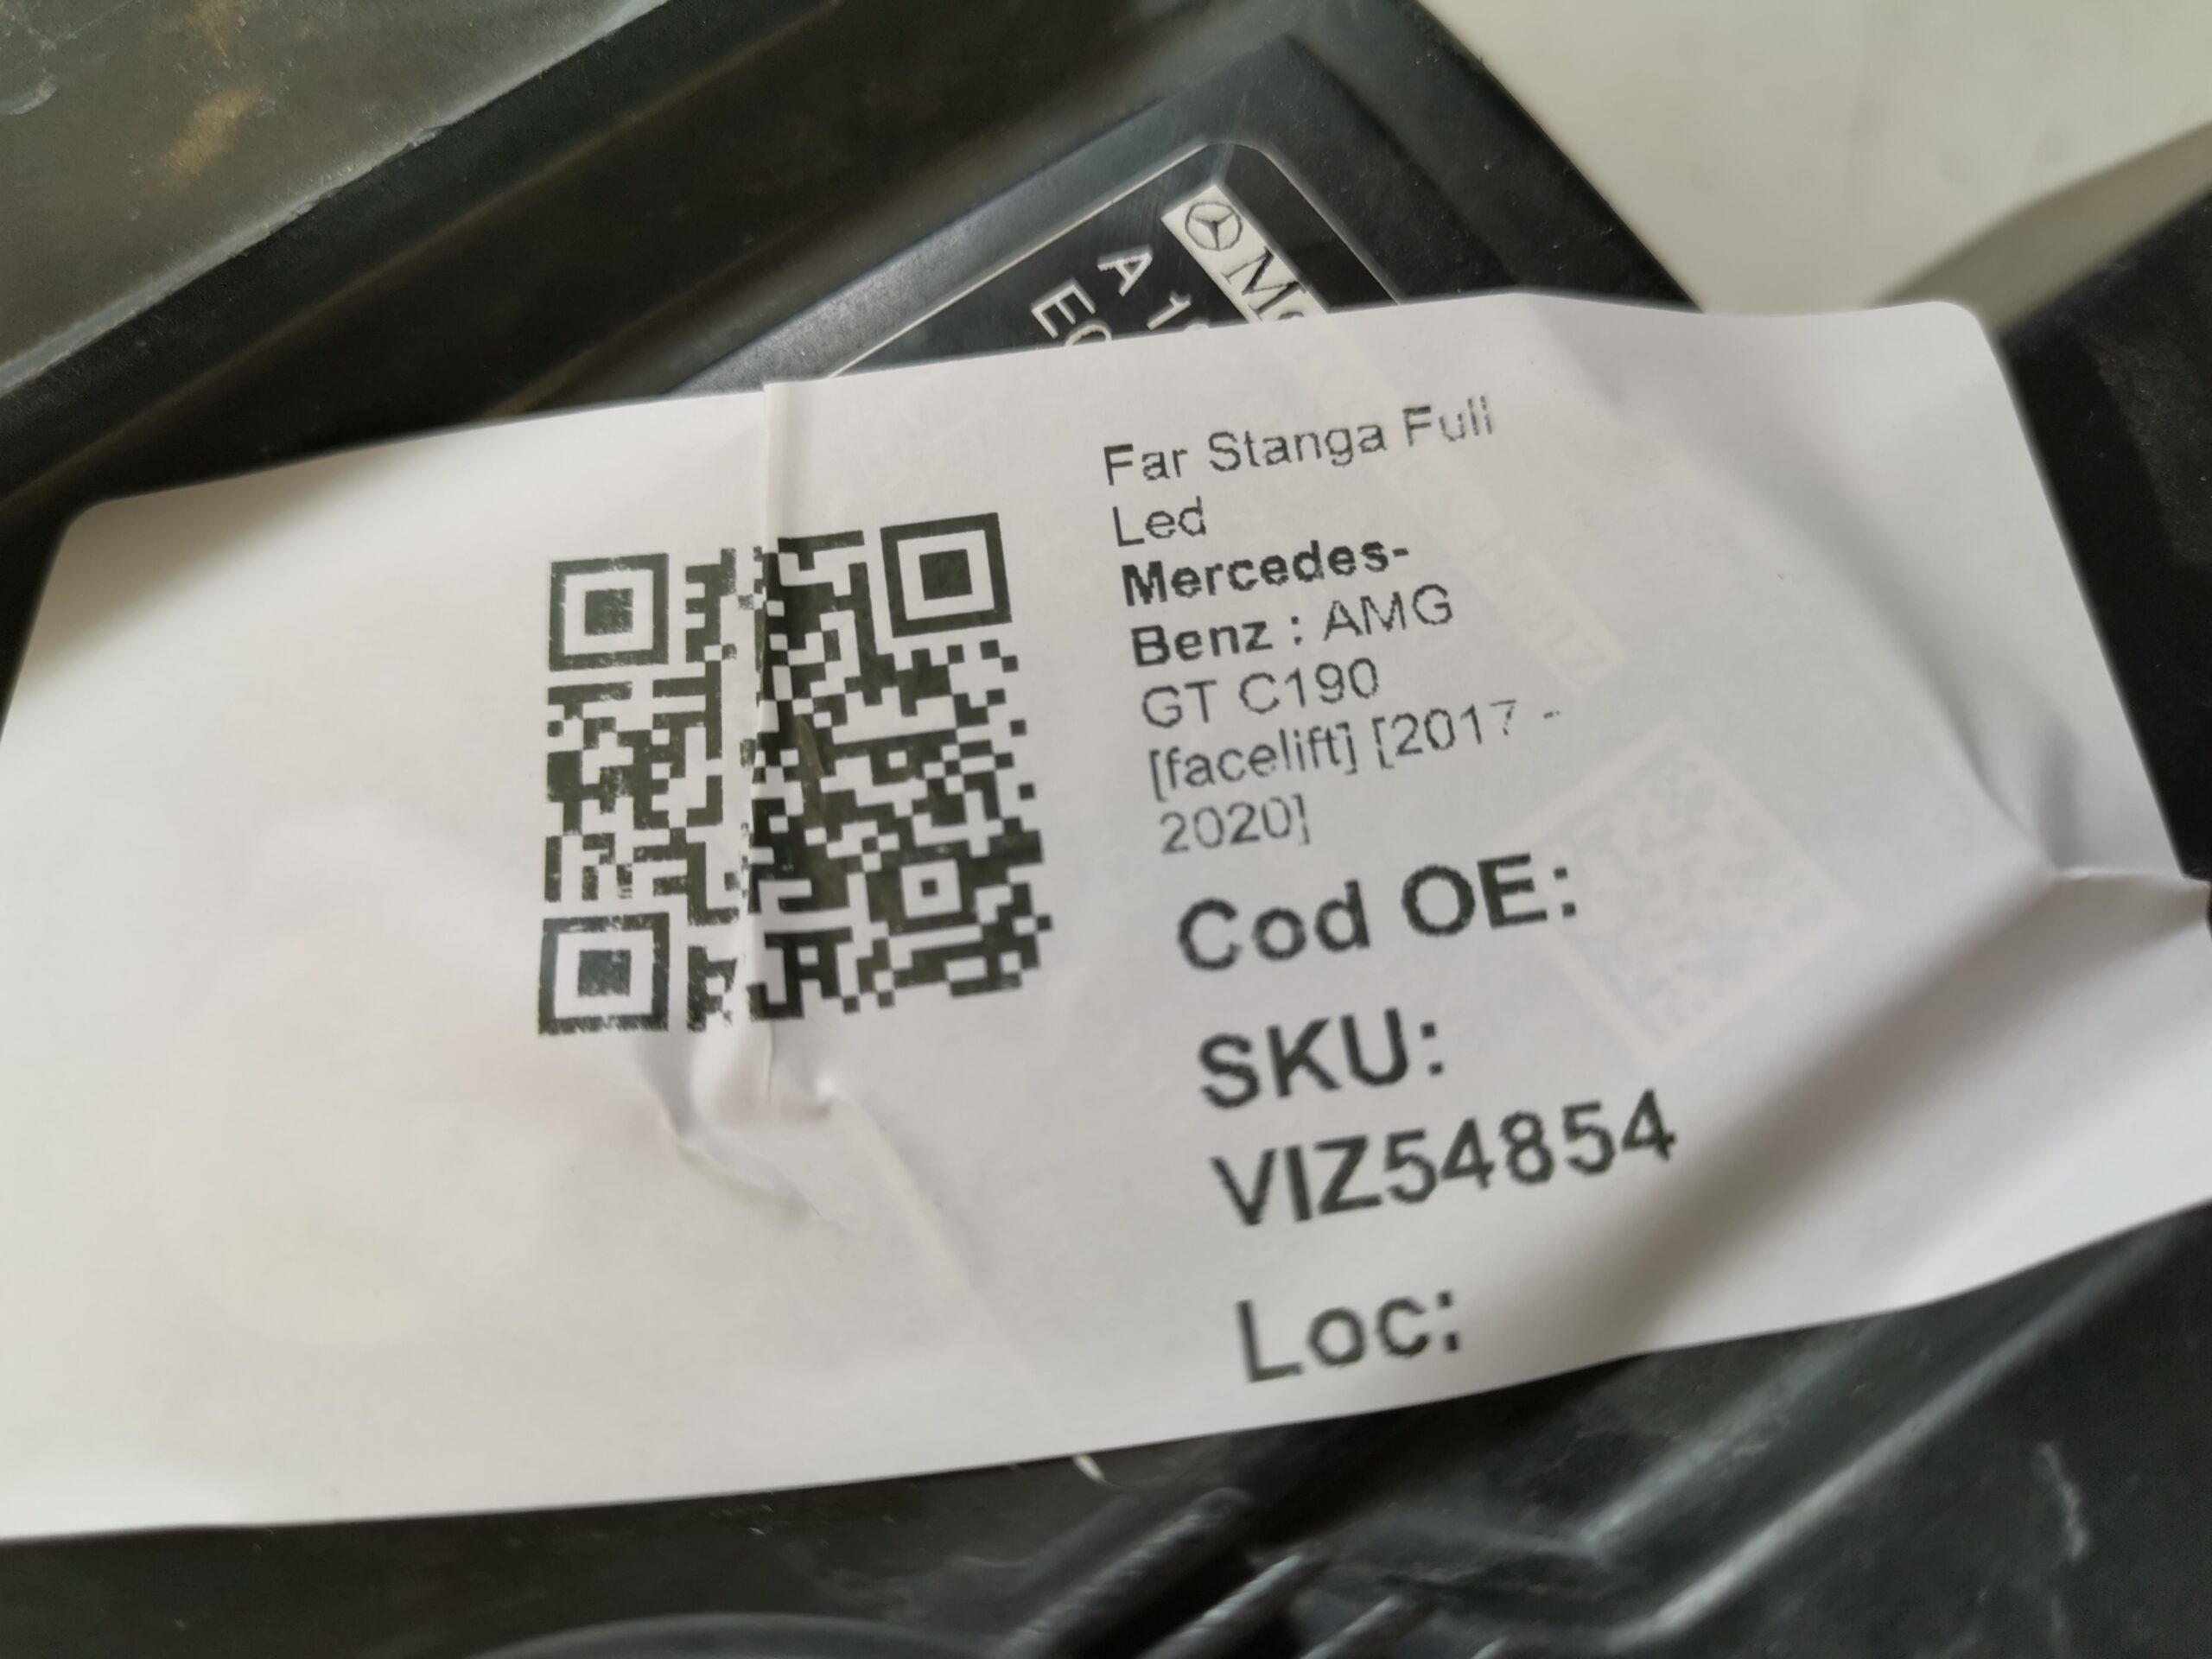 A
Far Stanga Full
Led
Mercedes-
Benz : AMG
GT C190
[facelift] [2017 -
2020]
Cod OE:
SKU:
VIZ54854
Loc: